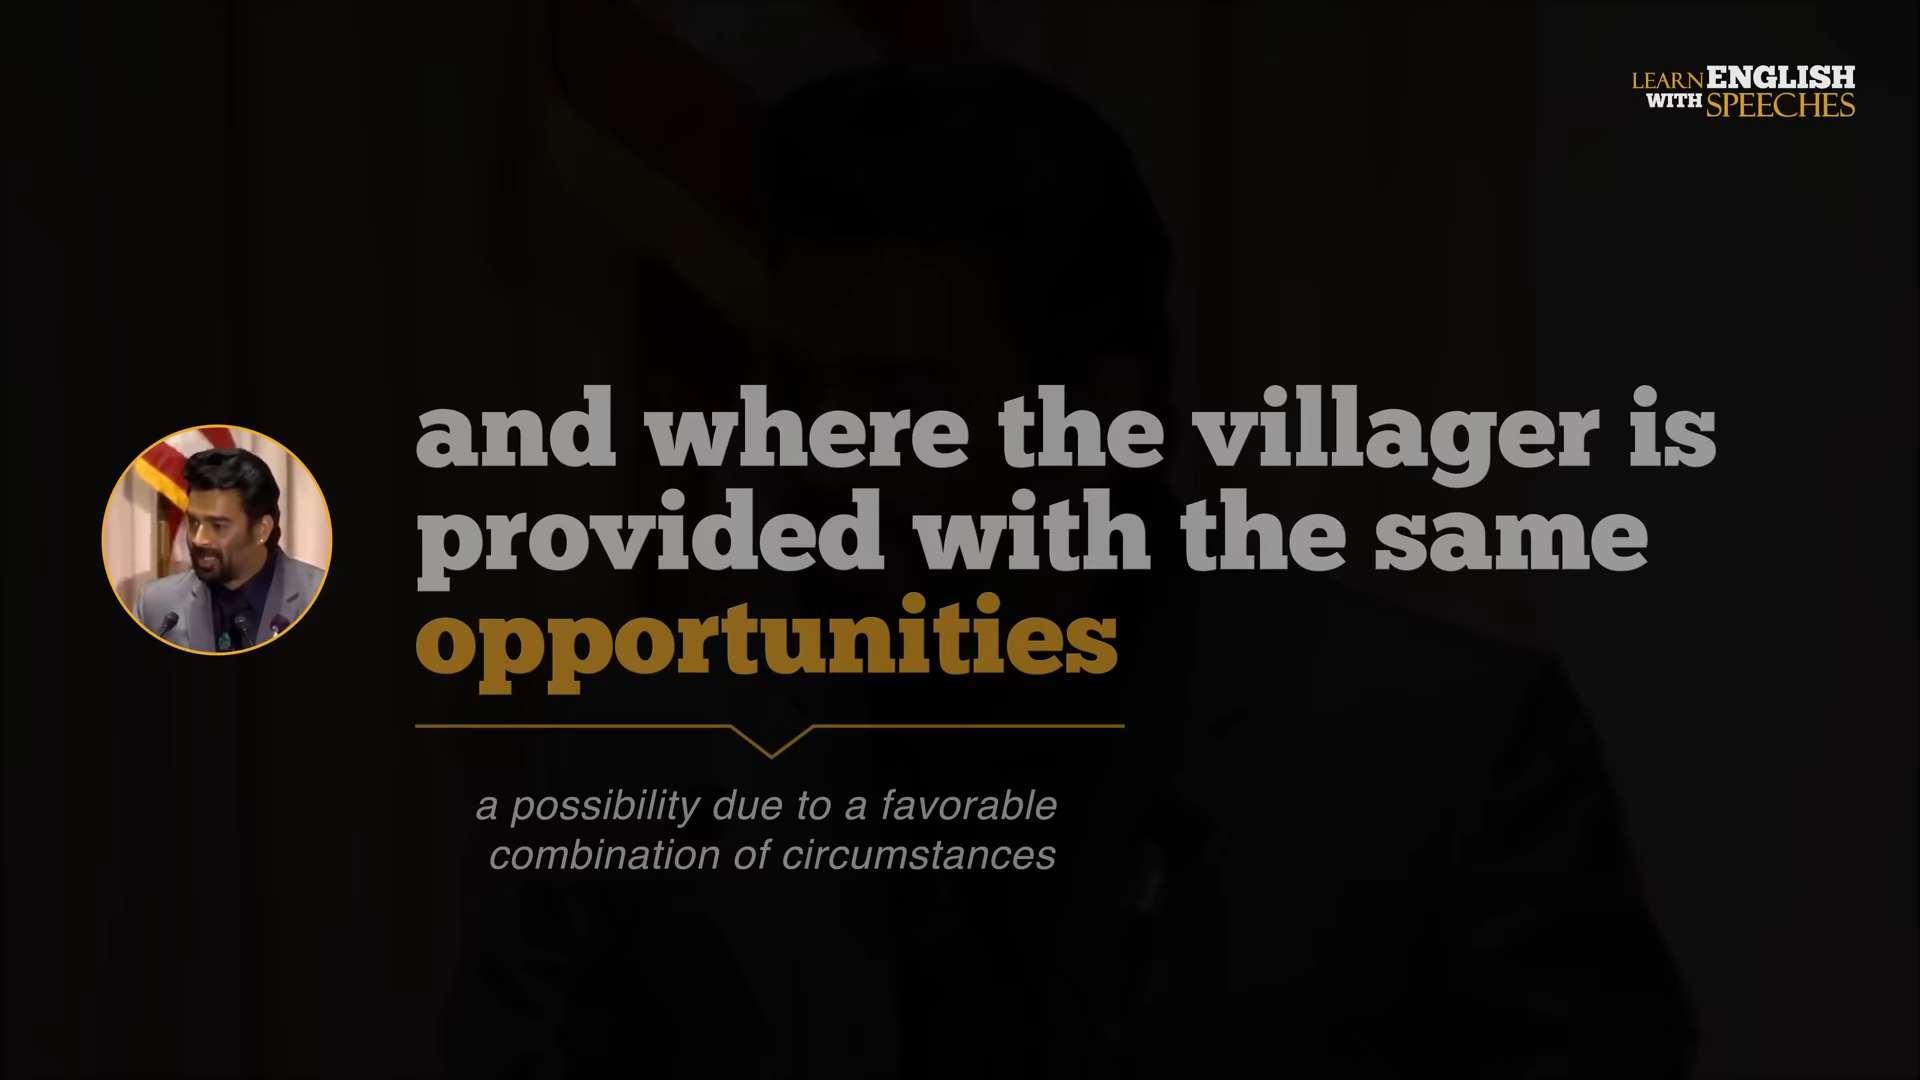 LEARN ENGLISH
WITH SPEECHES
and where the villager is
provided with the same
opportunities
a possibility due to a favorable
combination of circumstances